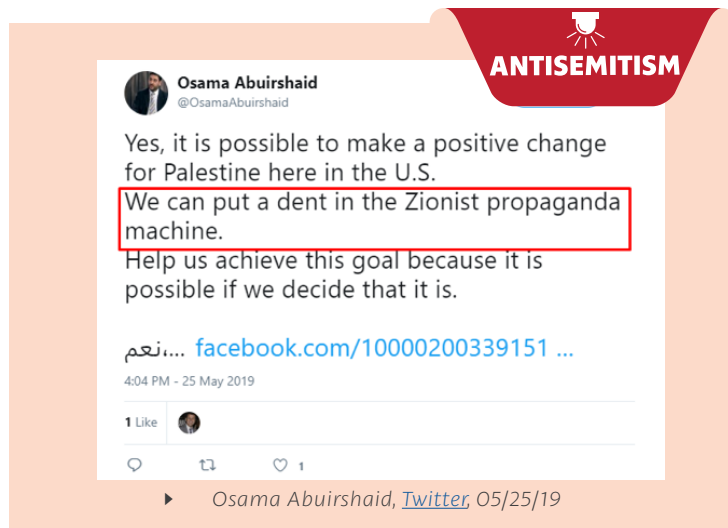 ANTISEMITISM
Osama Abuirshaid
@OsamaAbuirshaid
Yes, it is possible to make a positive change
for Palestine here in the U.S.
We can put a dent in the Zionist propaganda
machine.
Help us achieve this goal because it is
possible if we decide that it is.
نعم،... facebook.com/10000200339151 ...
4:04 PM - 25 May 2019
1 Like
1
Osama Abuirshaid, Twitter, 05/25/19